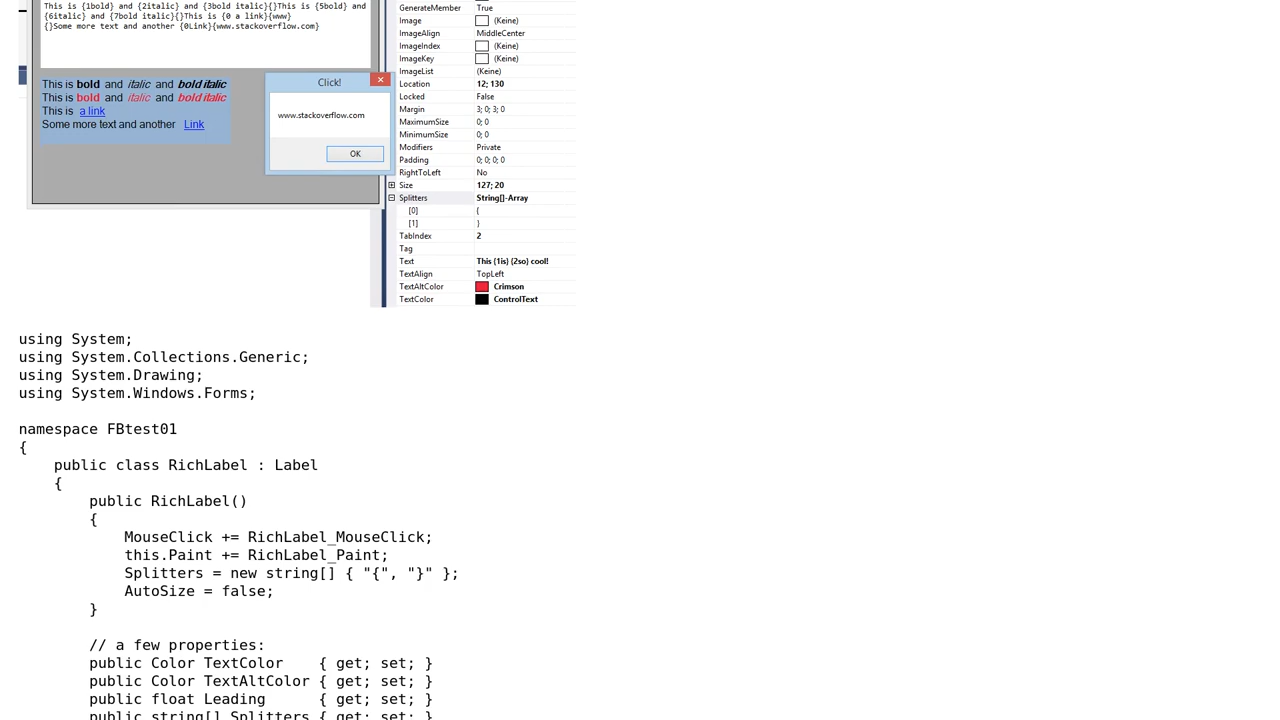 This is {1bold} and {2italic} and {3bold italic}{}This is {5bold} and
{6italic} and {7bold italic}{}This is {0 a link}{www}
{}Some more text and another {0Link}{www.stackoverflow.com}
This is bold and italic and bold italic
This is bold and italic and bold italic
This is a link
Some more text and another Link
Click!
www.stackoverflow.com
OK
GenerateMember True
Image (Keine)
ImageAlign MiddleCenter
ImageIndex (Keine)
ImageKey (Keine)
ImageList (Keine)
Location 12; 130
Locked False
Margin 3; 0; 3; 0
MaximumSize 0; 0
MinimumSize 0; 0
Modifiers Private
Padding 0; 0; 0; 0
RightToLeft No
Size 127; 20
Splitters String[]-Array
[0] {
[1] }
TabIndex 2
Tag
Text This {1is} {2so} cool!
TextAlign TopLeft
TextAltColor Crimson
TextColor ControlText
using System;
using System.Collections.Generic;
using System.Drawing;
using System.Windows.Forms;
namespace FBtest01
{
    public class RichLabel : Label
    {
        public RichLabel()
        {
            MouseClick += RichLabel_MouseClick;
            this.Paint += RichLabel_Paint;
            Splitters = new string[] { "{", "}" };
            AutoSize = false;
        }
        // a few properties:
        public Color TextColor    { get; set; }
        public Color TextAltColor { get; set; }
        public float Leading      { get; set; }
        public string[] Splitters { get; set; }